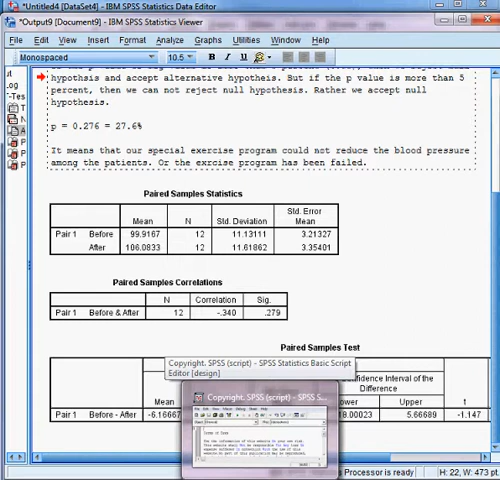 *Untitled4 [DataSet4] - IBM SPSS Statistics Data Editor
*Output9 [Document9] - IBM SPSS Statistics Viewer
File Edit View Insert Format Analyze Graphs Utilities Window Help
Monospaced 10.5 B I U
hypothsis and accept alternative hypotheis. But if the p value is more than 5
percent, then we can not reject null hypothesis. Rather we accept null
hypothesis.
p = 0.276 = 27.6%
It means that our special exercise program could not reduce the blood pressure
among the patients. Or the exrcise program has been failed.
Log
T-Tes
Paired Samples Statistics
Mean N Std. Deviation Std. Error Mean
Pair 1 Before 99.9167 12 11.13111 3.21327
After 106.0833 12 11.61862 3.35401
Paired Samples Correlations
N Correlation Sig.
Pair 1 Before & After 12 -.340 .279
Paired Samples Test
Copyright. SPSS (script) - SPSS Statistics Basic Script
Editor [design]
Confidence Interval of the
Difference
Mean Lower Upper t
Pair 1 Before - After -6.16667 18.00023 5.66689 -1.147
Copyright. SPSS (script) - S...
Processor is ready H: 22, W: 473 pt.